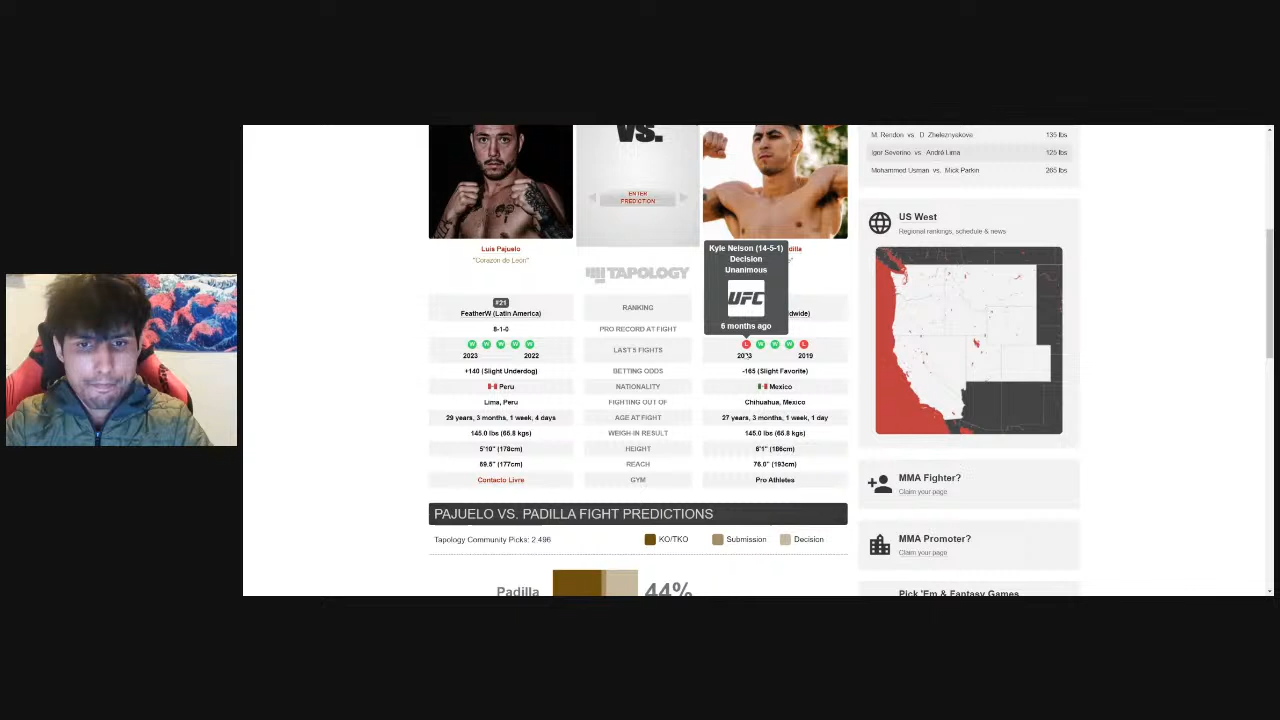 VS.
M. Rendon vs. D. Zheleznyakova 135 lbs
Igor Severino vs. André Lima 125 lbs
Mohammed Usman vs. Mick Parkin 265 lbs
ENTER
PREDICTION
US West
Regional rankings, schedule & news
Luis Pajuelo
"Corazon de Leon"
Kyle Nelson (14-5-1)
Decision
Unanimous
UFC
6 months ago
TAPOLOGY
#21
FeatherW (Latin America)
RANKING
8-1-0
PRO RECORD AT FIGHT
W W W W W
LAST 5 FIGHTS
L W W W L
2023 2022
2019
+140 (Slight Underdog)
BETTING ODDS
-165 (Slight Favorite)
Peru
NATIONALITY
Mexico
Lima, Peru
FIGHTING OUT OF
Chihuahua, Mexico
29 years, 3 months, 1 week, 4 days
AGE AT FIGHT
27 years, 3 months, 1 week, 1 day
145.0 lbs (65.8 kgs)
WEIGH-IN RESULT
145.0 lbs (65.8 kgs)
5'10" (178cm)
HEIGHT
6'1" (186cm)
69.5" (177cm)
REACH
76.0" (193cm)
Contacto Livre
GYM
Pro Athletes
MMA Fighter?
Claim your page
PAJUELO VS. PADILLA FIGHT PREDICTIONS
Tapology Community Picks: 2,496
KO/TKO Submission Decision
MMA Promoter?
Claim your page
Padilla 44%
Pick 'Em & Fantasy Games